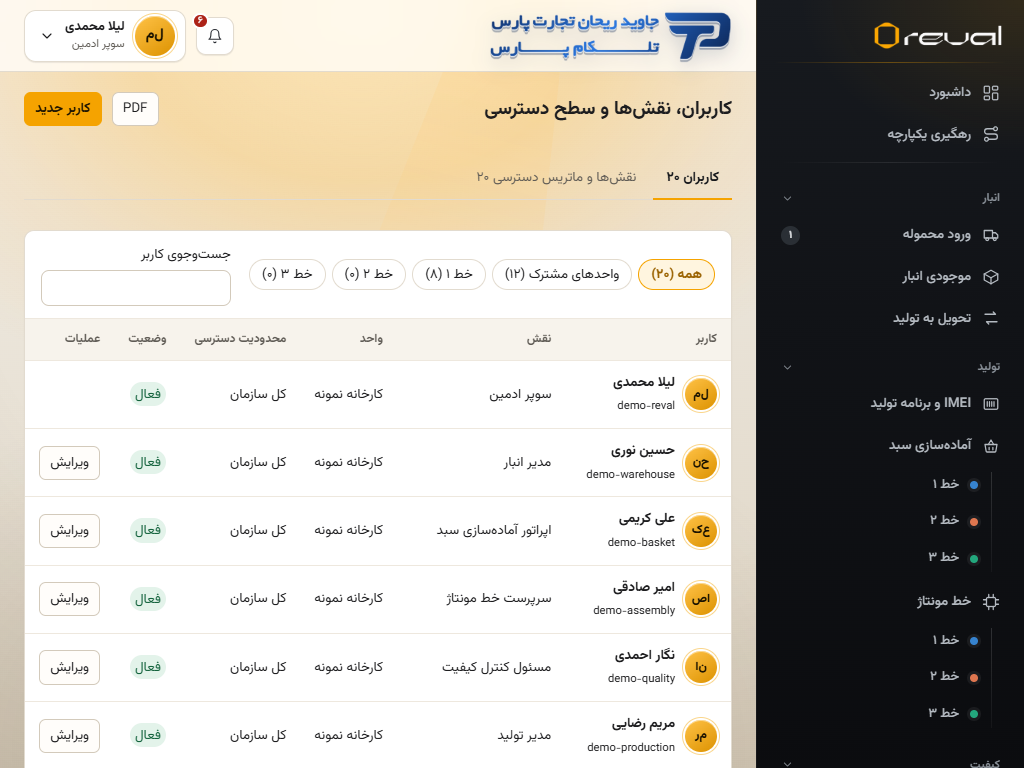 oreval
داشبورد
رهگیری یکپارچه
انبار
ورود محموله
۱
موجودی انبار
تحویل به تولید
تولید
IMEI و برنامه تولید
آماده‌سازی سبد
خط ۱
خط ۲
خط ۳
خط مونتاژ
خط ۱
خط ۲
خط ۳
کیفیت
جاوید ریحان تجارت پارس
تلکام پارس
۶
لیلا محمدی
سوپر ادمین
لم
کاربران، نقش‌ها و سطح دسترسی
PDF
کاربر جدید
کاربران ۲۰
نقش‌ها و ماتریس دسترسی ۲۰
همه (۲۰)
واحدهای مشترک (۱۲)
خط ۱ (۸)
خط ۲ (۰)
خط ۳ (۰)
جست‌وجوی کاربر
کاربر نقش واحد محدودیت دسترسی وضعیت عملیات
لم لیلا محمدی سوپر ادمین کارخانه نمونه کل سازمان فعال
demo-reval
حن حسین نوری مدیر انبار کارخانه نمونه کل سازمان فعال ویرایش
demo-warehouse
عک علی کریمی اپراتور آماده‌سازی سبد کارخانه نمونه کل سازمان فعال ویرایش
demo-basket
اص امیر صادقی سرپرست خط مونتاژ کارخانه نمونه کل سازمان فعال ویرایش
demo-assembly
نا نگار احمدی مسئول کنترل کیفیت کارخانه نمونه کل سازمان فعال ویرایش
demo-quality
مر مریم رضایی مدیر تولید کارخانه نمونه کل سازمان فعال ویرایش
demo-production